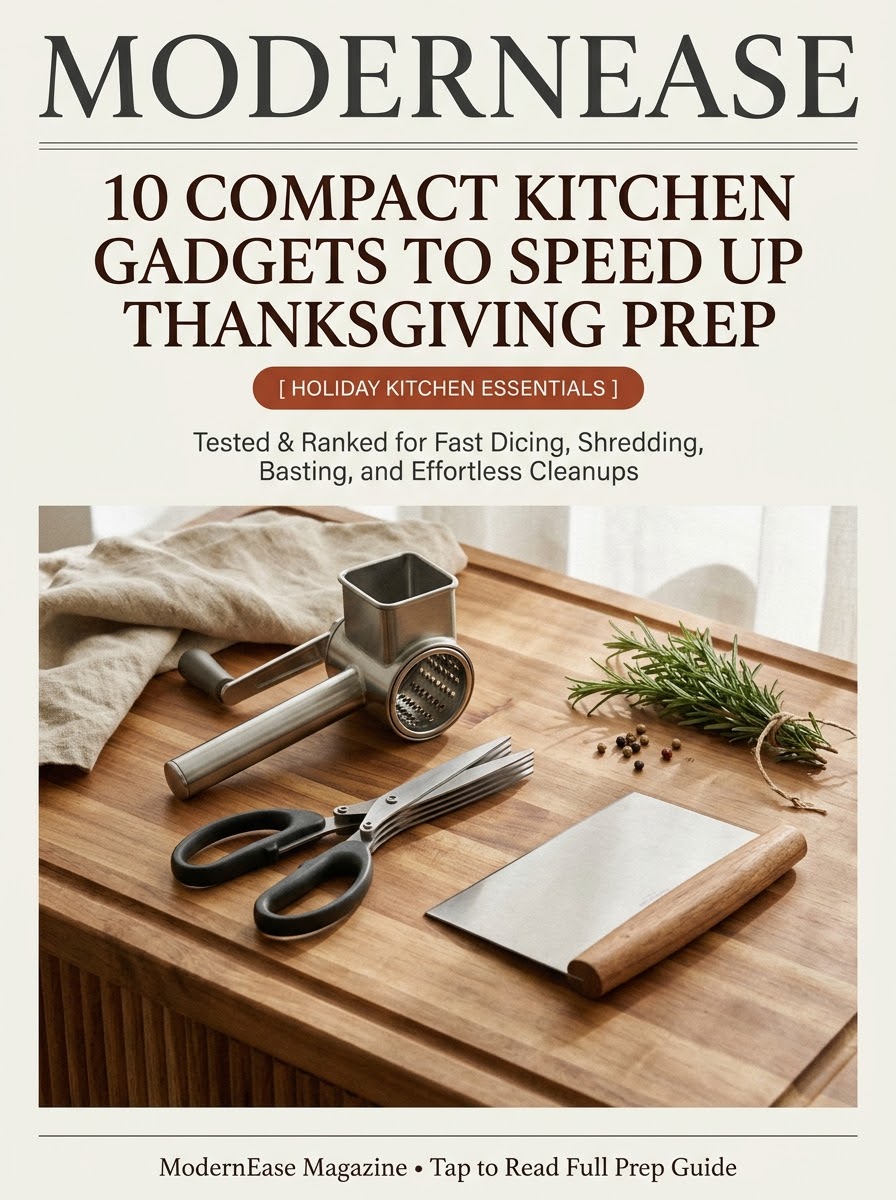 MODERNEASE
10 COMPACT KITCHEN
GADGETS TO SPEED UP
THANKSGIVING PREP
[ HOLIDAY KITCHEN ESSENTIALS ]
Tested & Ranked for Fast Dicing, Shredding,
Basting, and Effortless Cleanups
ModernEase Magazine • Tap to Read Full Prep Guide